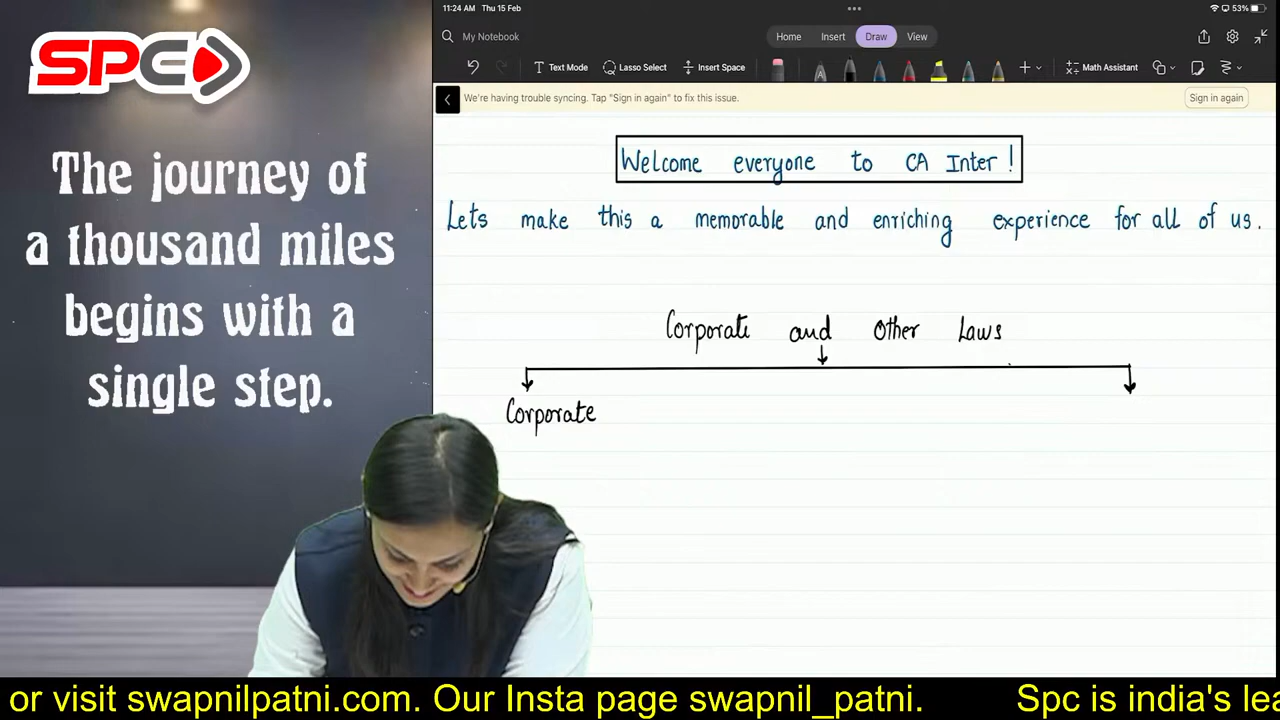 SPC
The journey of
a thousand miles
begins with a
single step.
11:24 AM Thu 15 Feb
53%
My Notebook
Home Insert Draw View
Text Mode Lasso Select Insert Space Math Assistant
We're having trouble syncing. Tap "Sign in again" to fix this issue. Sign in again
Welcome everyone to CA Inter!
Lets make this a memorable and enriching experience for all of us.
Corporate and Other Laws
Corporate
or visit swapnilpatni.com. Our Insta page swapnil_patni. Spc is india's lea